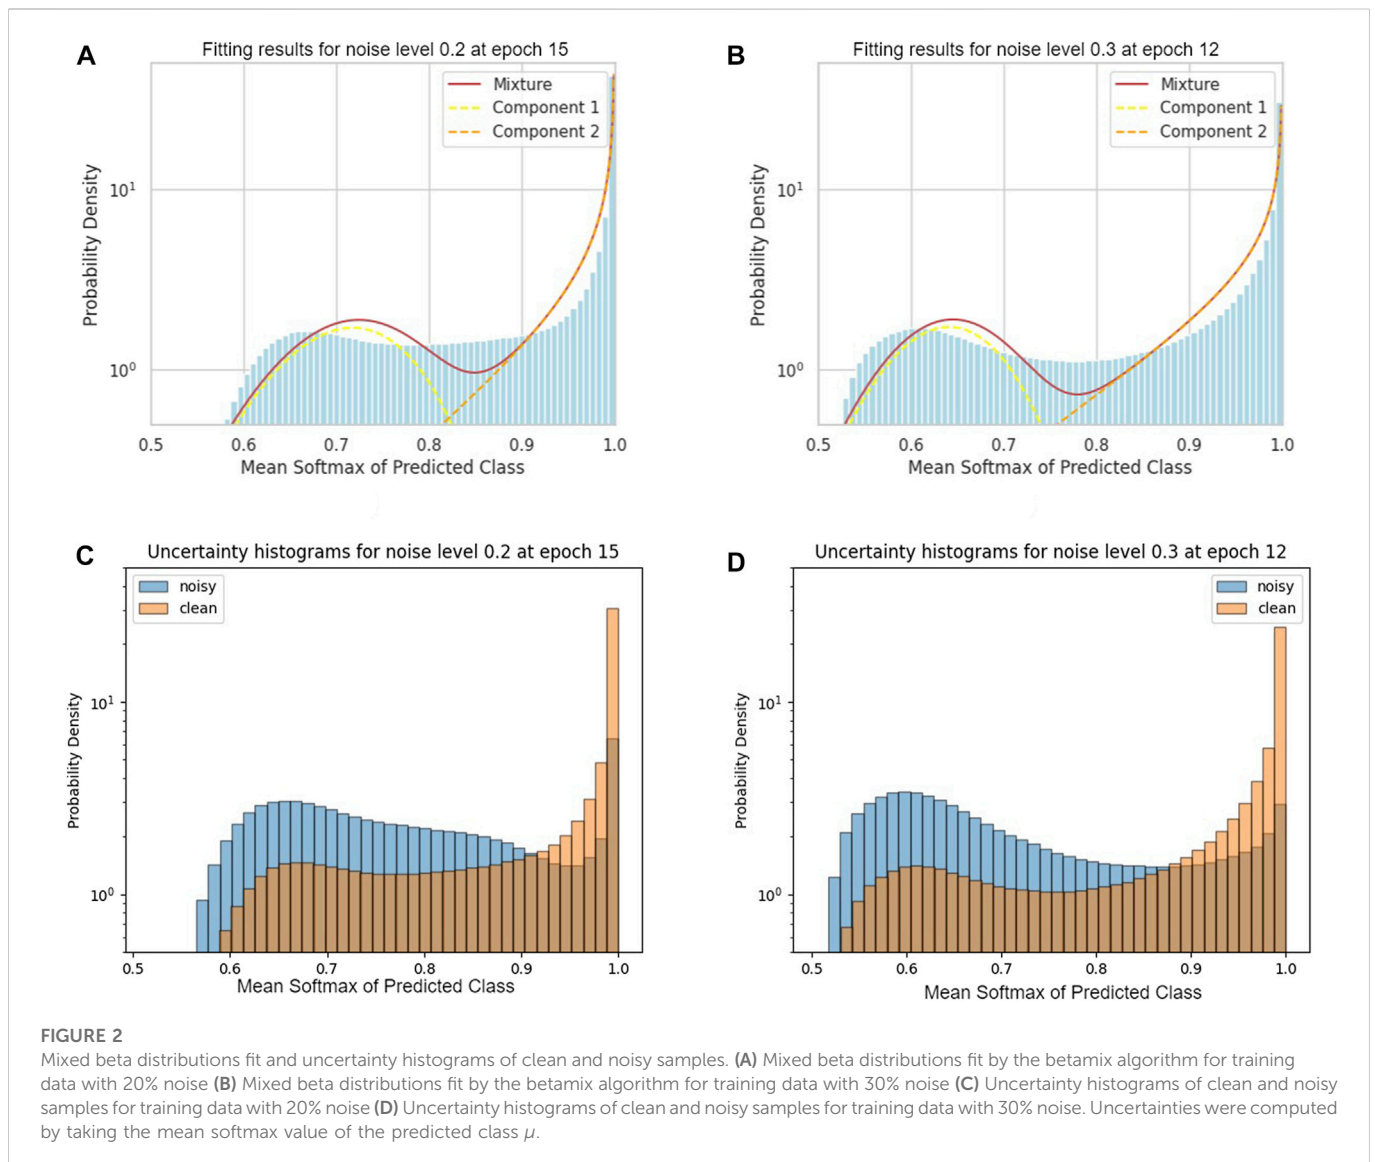 A
Fitting results for noise level 0.2 at epoch 15
Mixture
Component 1
Component 2
Probability Density
10¹
10⁰
0.5 0.6 0.7 0.8 0.9 1.0
Mean Softmax of Predicted Class
B
Fitting results for noise level 0.3 at epoch 12
Mixture
Component 1
Component 2
Probability Density
10¹
10⁰
0.5 0.6 0.7 0.8 0.9 1.0
Mean Softmax of Predicted Class
C
Uncertainty histograms for noise level 0.2 at epoch 15
noisy
clean
Probability Density
10¹
10⁰
0.5 0.6 0.7 0.8 0.9 1.0
Mean Softmax of Predicted Class
D
Uncertainty histograms for noise level 0.3 at epoch 12
noisy
clean
Probability Density
10¹
10⁰
0.5 0.6 0.7 0.8 0.9 1.0
Mean Softmax of Predicted Class
FIGURE 2
Mixed beta distributions fit and uncertainty histograms of clean and noisy samples. (A) Mixed beta distributions fit by the betamix algorithm for training
data with 20% noise (B) Mixed beta distributions fit by the betamix algorithm for training data with 30% noise (C) Uncertainty histograms of clean and noisy
samples for training data with 20% noise (D) Uncertainty histograms of clean and noisy samples for training data with 30% noise. Uncertainties were computed
by taking the mean softmax value of the predicted class μ.